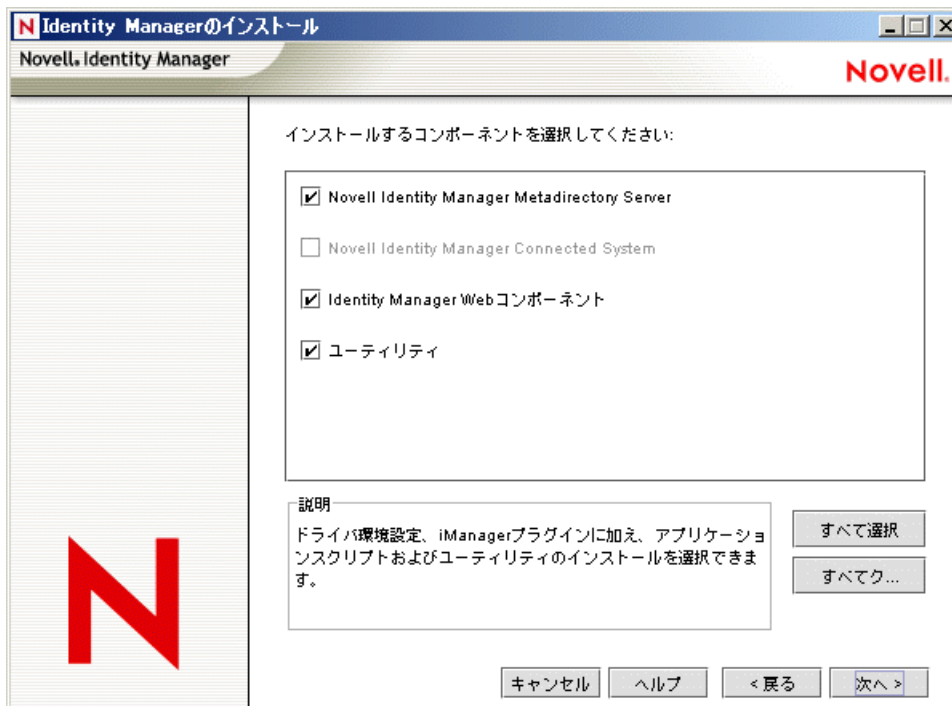 Identity Managerのインストール
Novell. Identity Manager
Novell.
インストールするコンポーネントを選択してください:
Novell Identity Manager Metadirectory Server
Novell Identity Manager Connected System
Identity Manager Webコンポーネント
ユーティリティ
説明
ドライバ環境設定、iManagerプラグインに加え、アプリケーショ
ンスクリプトおよびユーティリティのインストールを選択できま
す。
すべて選択
すべてク...
キャンセル
ヘルプ
< 戻る
次へ >